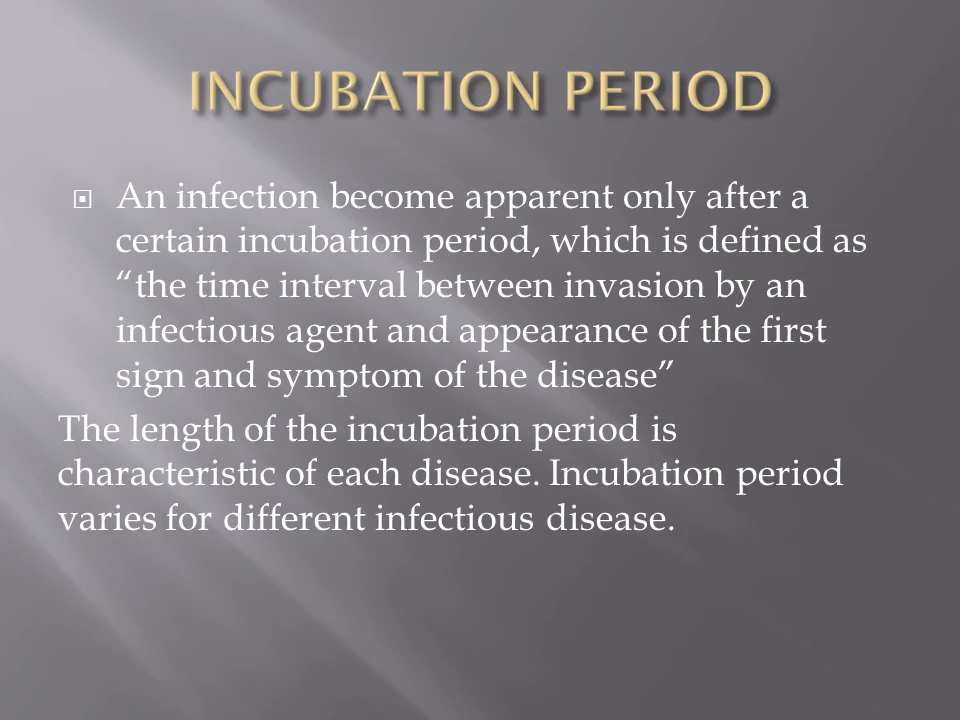 INCUBATION PERIOD
An infection become apparent only after a
certain incubation period, which is defined as
“the time interval between invasion by an
infectious agent and appearance of the first
sign and symptom of the disease”
The length of the incubation period is
characteristic of each disease. Incubation period
varies for different infectious disease.